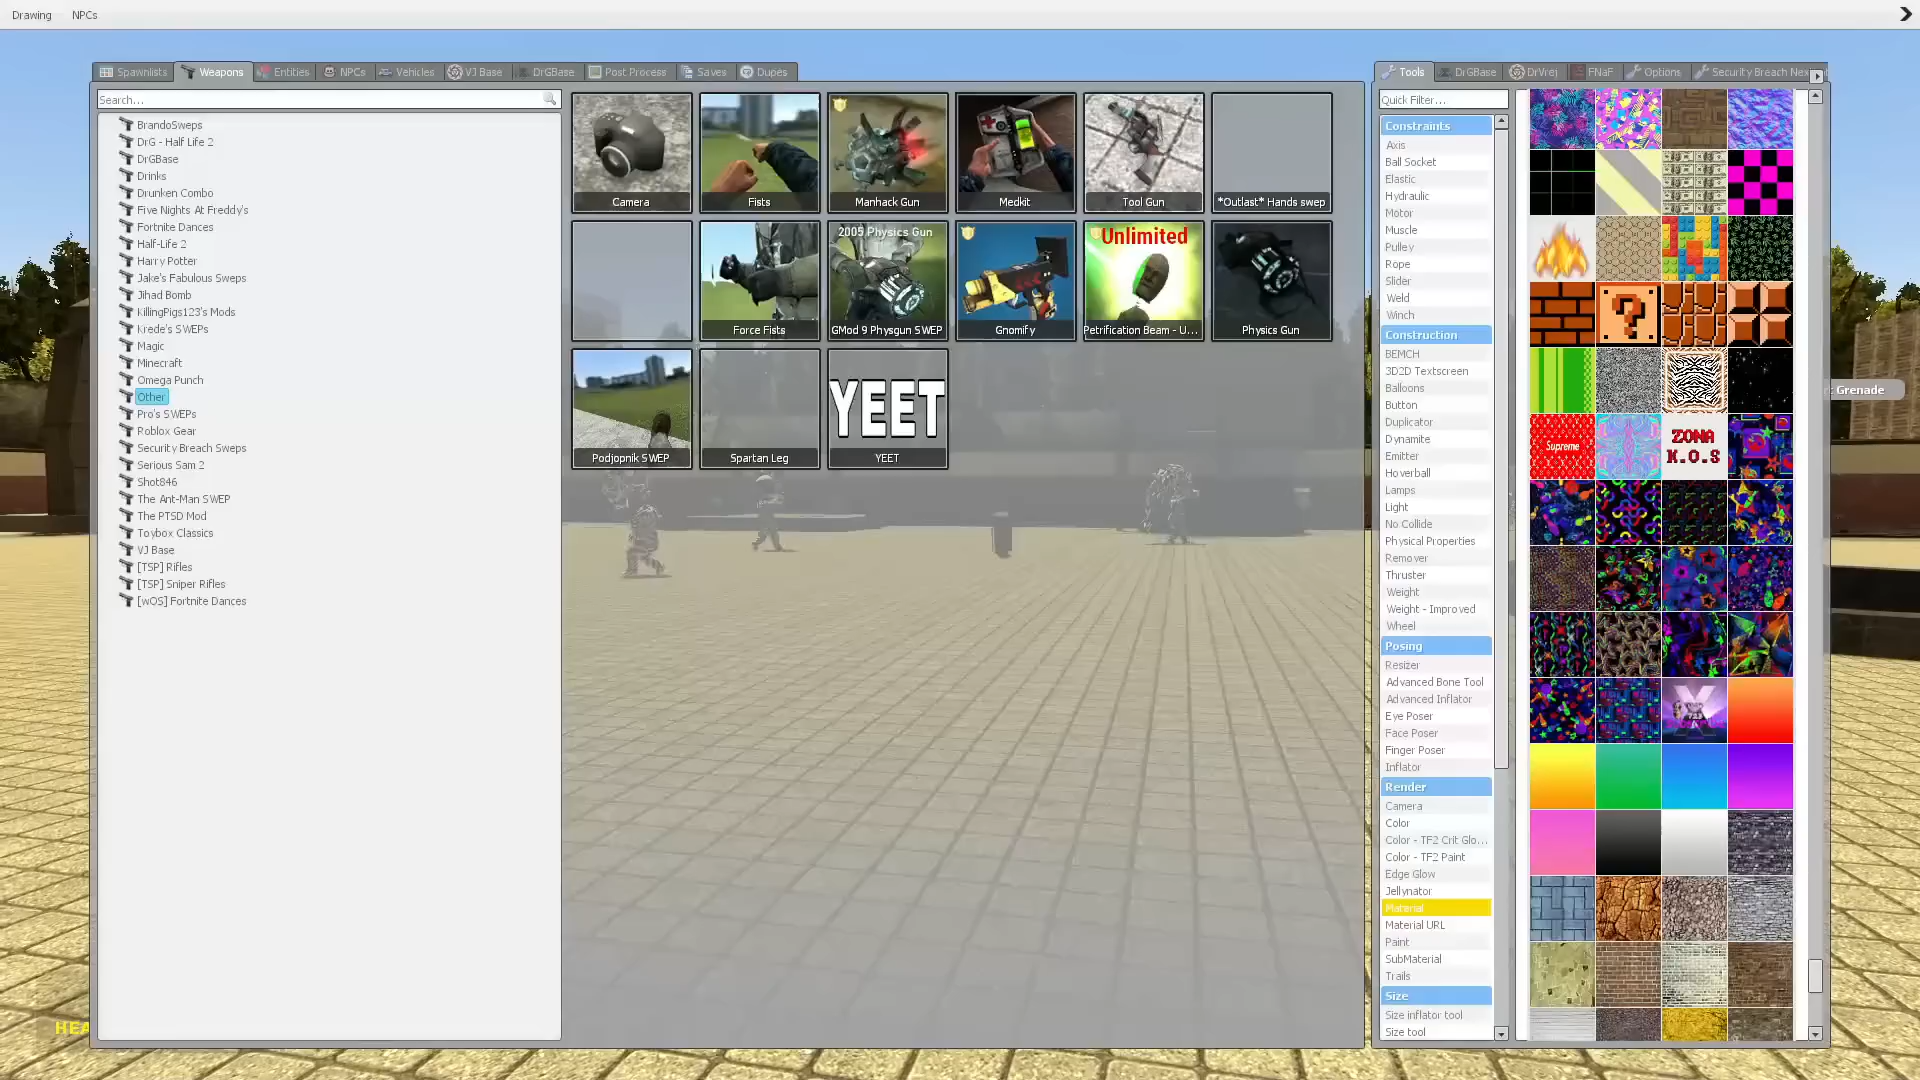 Drawing NPCs
Spawnlists Weapons Entities NPCs Vehicles VJ Base DrGBase Post Process Saves Dupes
Search...
BrandoSweps
DrG - Half Life 2
DrGBase
Drinks
Drunken Combo
Five Nights At Freddy's
Fortnite Dances
Half-Life 2
Harry Potter
Jake's Fabulous Sweps
Jihad Bomb
KillingPigs123's Mods
Krede's SWEPs
Magic
Minecraft
Omega Punch
Other
Pro's SWEPs
Roblox Gear
Security Breach Sweps
Serious Sam 2
Shot846
The Ant-Man SWEP
The PTSD Mod
Toybox Classics
VJ Base
[TSP] Rifles
[TSP] Sniper Rifles
[wOS] Fortnite Dances
HEA
Camera
Fists
Manhack Gun
Medkit
Tool Gun
*Outlast* Hands swep
Force Fists
2005 Physics Gun
GMod 9 Physgun SWEP
Gnomify
Unlimited
Petrification Beam - U...
Physics Gun
Podjopnik SWEP
Spartan Leg
YEET
YEET
Tools DrGBase DrVrej FNaF Options Security Breach Nex
Quick Filter...
Constraints
Axis
Ball Socket
Elastic
Hydraulic
Motor
Muscle
Pulley
Rope
Slider
Weld
Winch
Construction
BEMCH
3D2D Textscreen
Balloons
Button
Duplicator
Dynamite
Emitter
Hoverball
Lamps
Light
No Collide
Physical Properties
Remover
Thruster
Weight
Weight - Improved
Wheel
Posing
Resizer
Advanced Bone Tool
Advanced Inflator
Eye Poser
Face Poser
Finger Poser
Inflator
Render
Camera
Color
Color - TF2 Crit Glo...
Color - TF2 Paint
Edge Glow
Jellynator
Material
Material URL
Paint
SubMaterial
Trails
Size
Size inflator tool
Size tool
?
Supreme
ZONA
K.O.S
Grenade